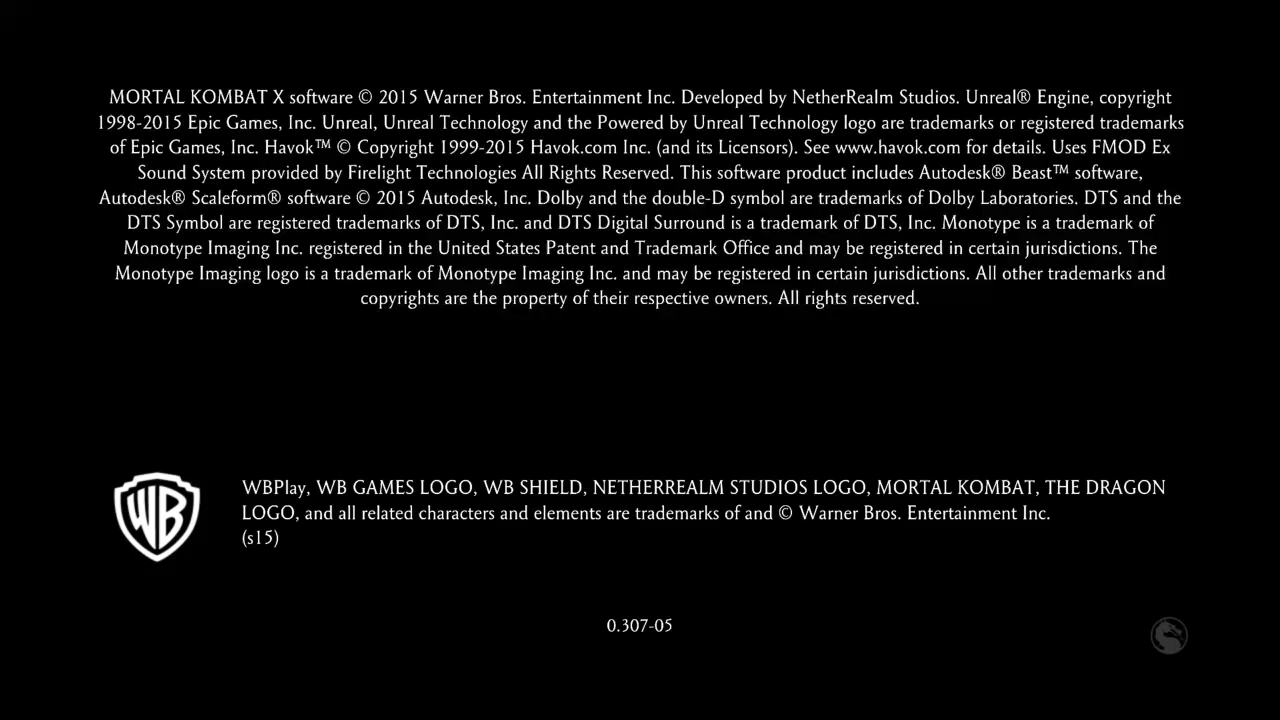 MORTAL KOMBAT X software © 2015 Warner Bros. Entertainment Inc. Developed by NetherRealm Studios. Unreal® Engine, copyright
1998-2015 Epic Games, Inc. Unreal, Unreal Technology and the Powered by Unreal Technology logo are trademarks or registered trademarks
of Epic Games, Inc. Havok™ © Copyright 1999-2015 Havok.com Inc. (and its Licensors). See www.havok.com for details. Uses FMOD Ex
Sound System provided by Firelight Technologies All Rights Reserved. This software product includes Autodesk® Beast™ software,
Autodesk® Scaleform® software © 2015 Autodesk, Inc. Dolby and the double-D symbol are trademarks of Dolby Laboratories. DTS and the
DTS Symbol are registered trademarks of DTS, Inc. and DTS Digital Surround is a trademark of DTS, Inc. Monotype is a trademark of
Monotype Imaging Inc. registered in the United States Patent and Trademark Office and may be registered in certain jurisdictions. The
Monotype Imaging logo is a trademark of Monotype Imaging Inc. and may be registered in certain jurisdictions. All other trademarks and
copyrights are the property of their respective owners. All rights reserved.
WB
WBPlay, WB GAMES LOGO, WB SHIELD, NETHERREALM STUDIOS LOGO, MORTAL KOMBAT, THE DRAGON
LOGO, and all related characters and elements are trademarks of and © Warner Bros. Entertainment Inc.
(s15)
0.307-05